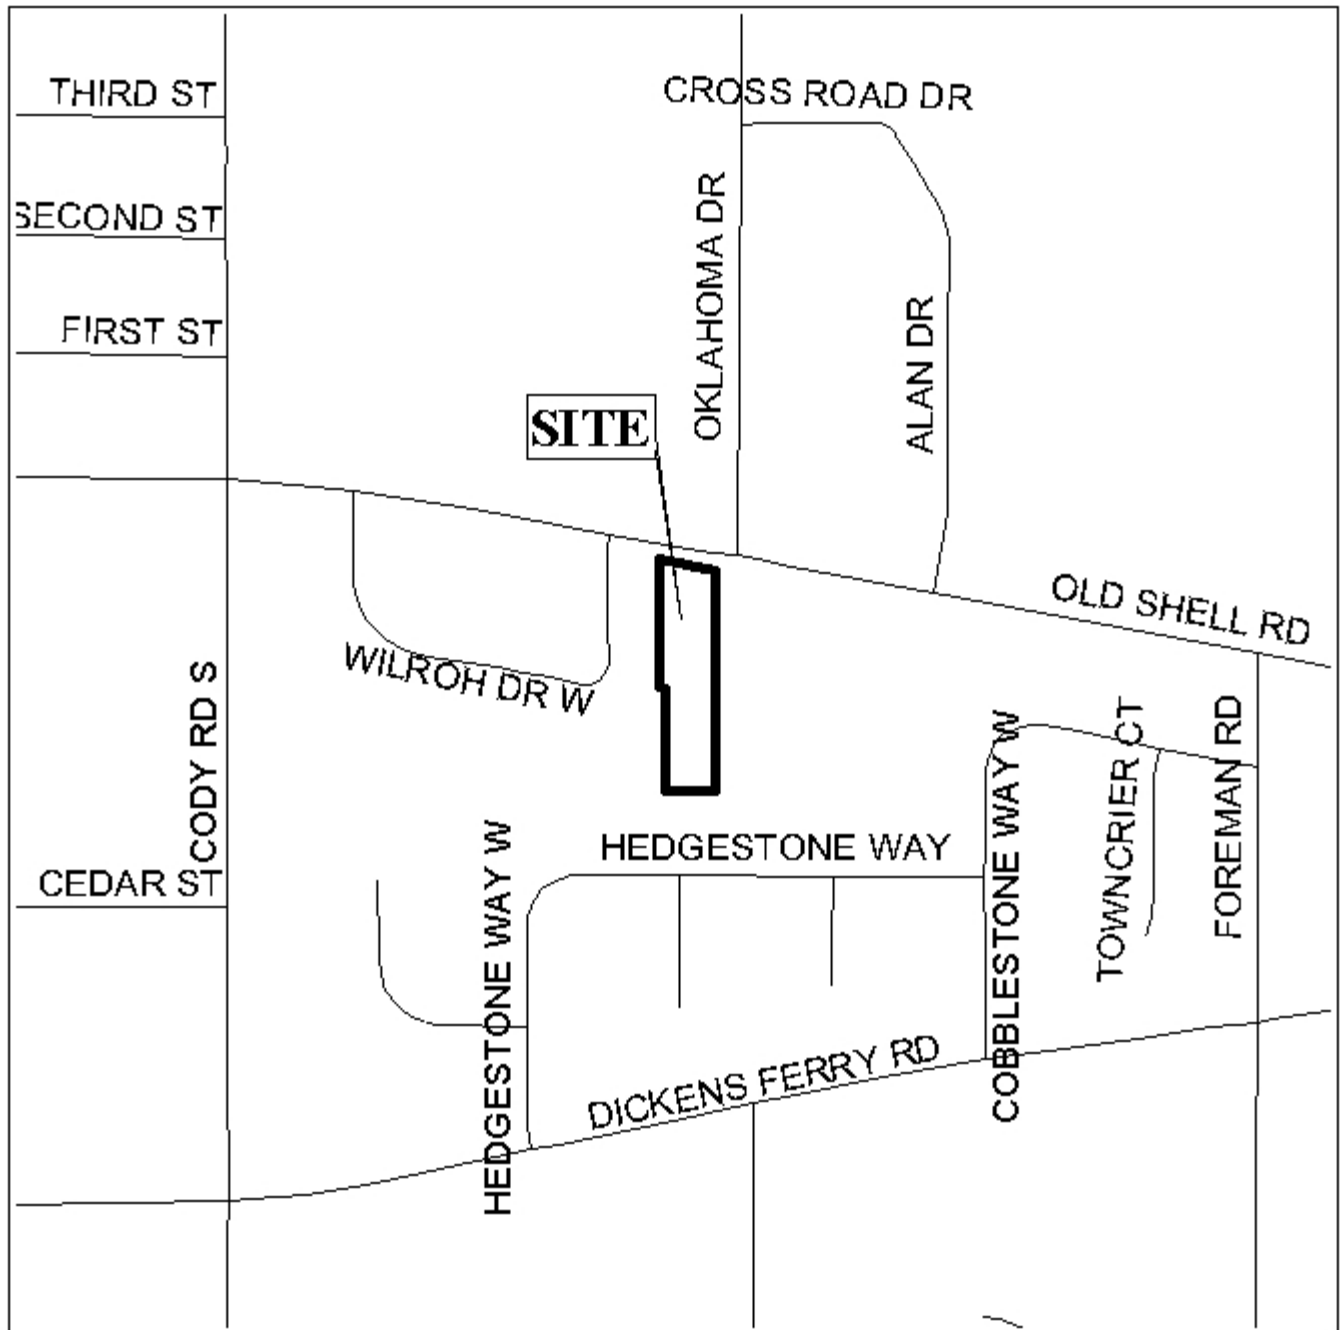 THIRD ST
CROSS ROAD DR
SECOND ST
OKLAHOMA DR
FIRST ST
ALAN DR
SITE
OLD SHELL RD
WILROH DR W
CODY RD S
COBBLESTONE WAY W
TOWNCRIER CT
FOREMAN RD
HEDGESTONE WAY
HEDGESTONE WAY W
CEDAR ST
DICKENS FERRY RD